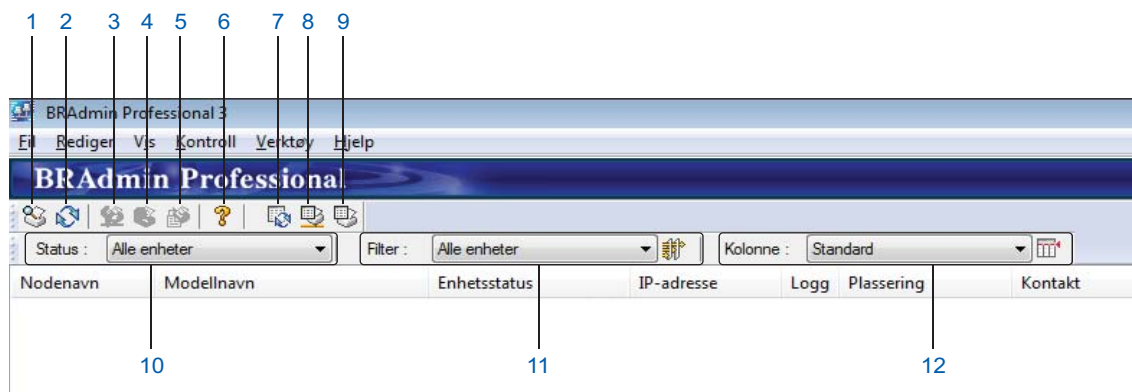 1 2 3 4 5 6 7 8 9
BRAdmin Professional 3
Fil Rediger Vis Kontroll Verktøy Hjelp
BRAdmin Professional
Status : Alle enheter Filter : Alle enheter Kolonne : Standard
Nodenavn Modellnavn Enhetsstatus IP-adresse Logg Plassering Kontakt
10 11 12